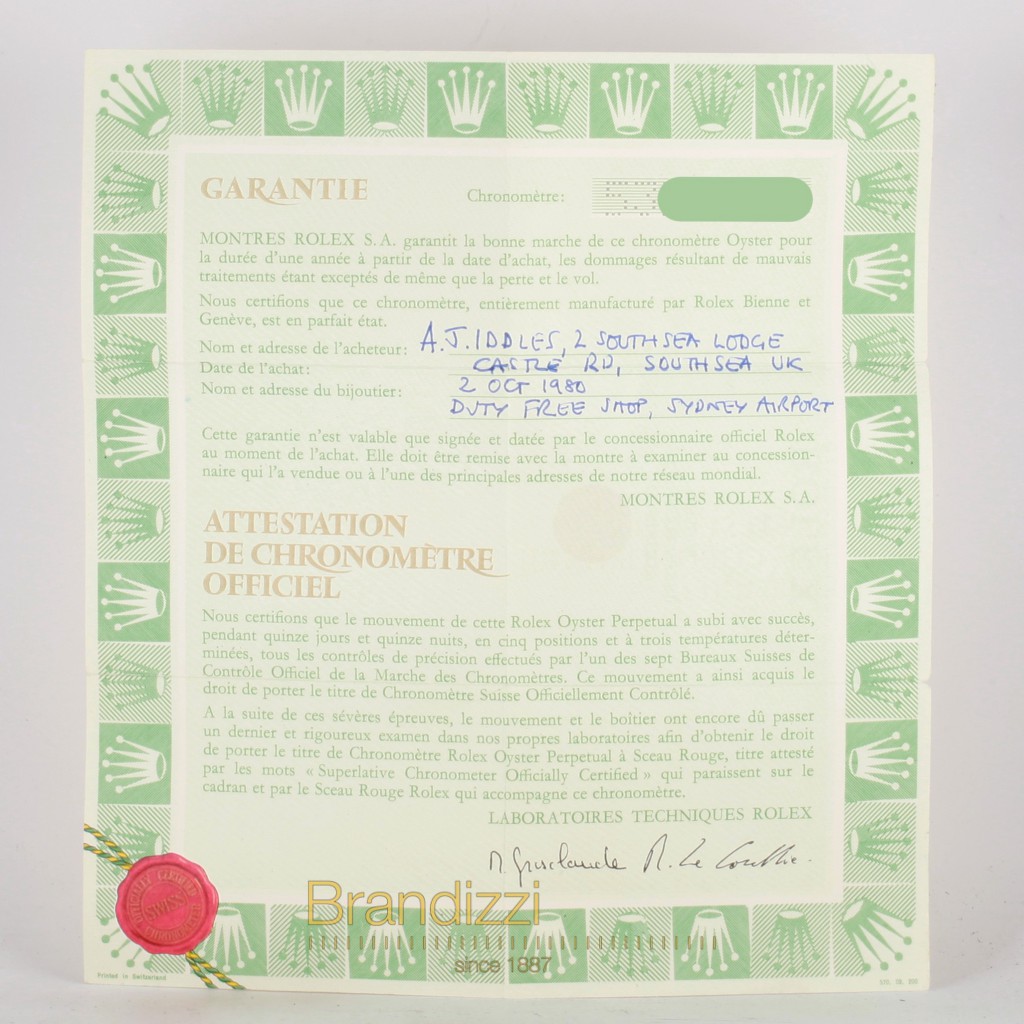 GARANTIE
Chronomètre:
MONTRES ROLEX S.A. garantit la bonne marche de ce chronomètre Oyster pour
la durée d'une année à partir de la date d'achat, les dommages résultant de mauvais
traitements étant exceptés de même que la perte et le vol.
Nous certifions que ce chronomètre, entièrement manufacturé par Rolex Bienne et
Genève, est en parfait état.
Nom et adresse de l'acheteur: A.J. IDDLES, 2 SOUTHSEA LODGE
CASTLE RD, SOUTHSEA UK
Date de l'achat:
2 OCT 1980
Nom et adresse du bijoutier:
DUTY FREE SHOP, SYDNEY AIRPORT
Cette garantie n'est valable que signée et datée par le concessionnaire officiel Rolex
au moment de l'achat. Elle doit être remise avec la montre à examiner au concession-
naire qui l'a vendue ou à l'une des principales adresses de notre réseau mondial.
MONTRES ROLEX S.A.
ATTESTATION
DE CHRONOMÈTRE
OFFICIEL
Nous certifions que le mouvement de cette Rolex Oyster Perpetual a subi avec succès,
pendant quinze jours et quinze nuits, en cinq positions et à trois températures déter-
minées, tous les contrôles de précision effectués par l'un des sept Bureaux Suisses de
Contrôle Officiel de la Marche des Chronomètres. Ce mouvement a ainsi acquis le
droit de porter le titre de Chronomètre Suisse Officiellement Contrôlé.
A la suite de ces sévères épreuves, le mouvement et le boîtier ont encore dû passer
un dernier et rigoureux examen dans nos propres laboratoires afin d'obtenir le droit
de porter le titre de Chronomètre Rolex Oyster Perpetual à Sceau Rouge, titre attesté
par les mots « Superlative Chronometer Officially Certified » qui paraissent sur le
cadran et par le Sceau Rouge Rolex qui accompagne ce chronomètre.
LABORATOIRES TECHNIQUES ROLEX
Brandizzi
since 1887
OFFICIALLY CERTIFIED
SWISS
CHRONOMETER
Printed in Switzerland